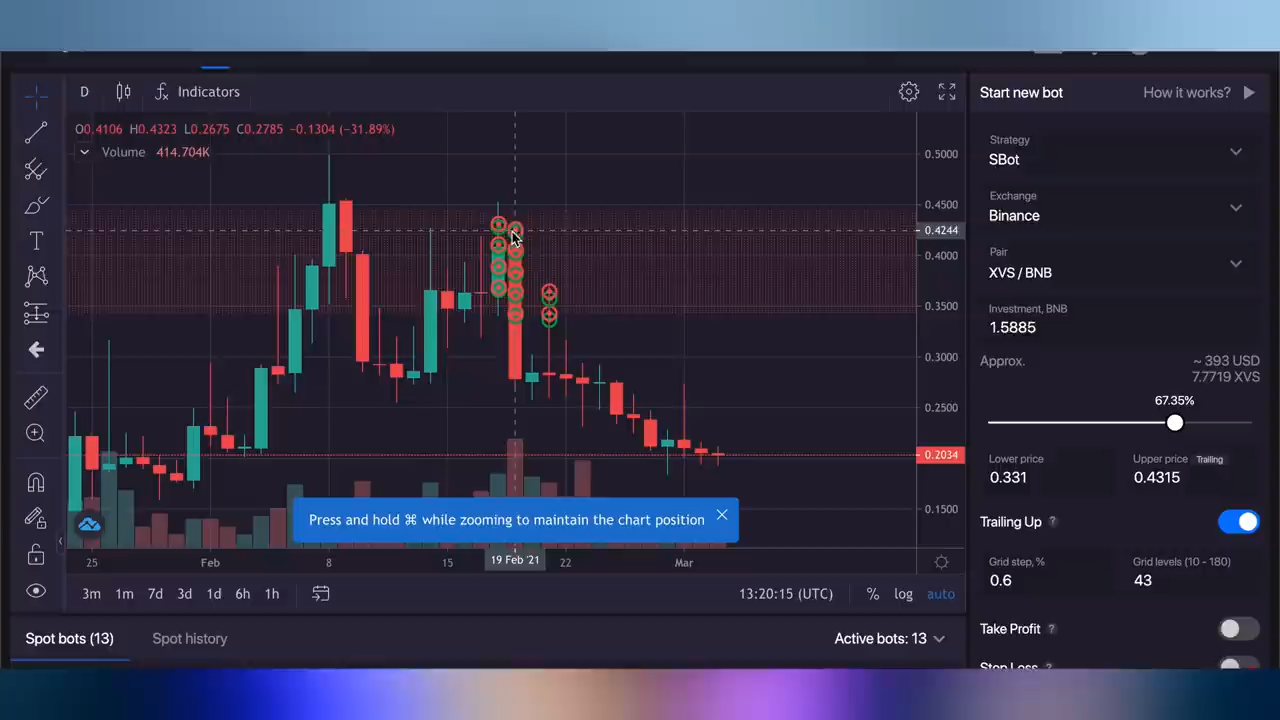 D
Indicators
O0.4106 H0.4323 L0.2675 C0.2785 −0.1304 (−31.89%)
Volume 414.704K
0.5000
0.4500
0.4244
0.4000
0.3500
0.3000
0.2500
0.2034
0.1500
Press and hold ⌘ while zooming to maintain the chart position
25 Feb 8 15 19 Feb '21 22 Mar
3m 1m 7d 3d 1d 6h 1h
13:20:15 (UTC) % log auto
Spot bots (13) Spot history Active bots: 13
Start new bot How it works?
Strategy
SBot
Exchange
Binance
Pair
XVS / BNB
Investment, BNB
1.5885
Approx. ~ 393 USD
7.7719 XVS
67.35%
Lower price Upper price Trailing
0.331 0.4315
Trailing Up ?
Grid step, % Grid levels (10 - 180)
0.6 43
Take Profit ?
Stop Loss ?